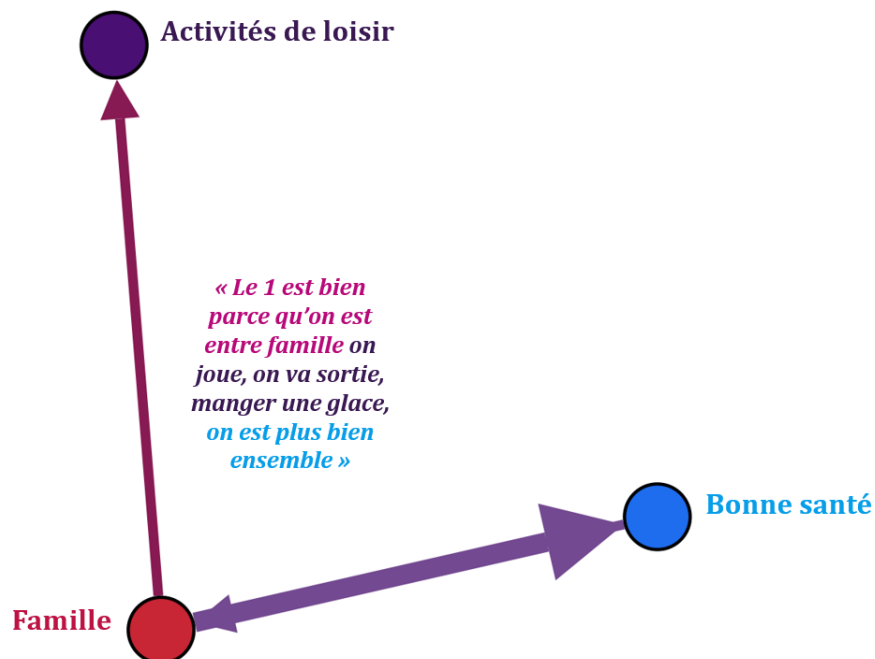 Activités de loisir
« Le 1 est bien
parce qu'on est
entre famille on
joue, on va sortie,
manger une glace,
on est plus bien
ensemble »
Bonne santé
Famille